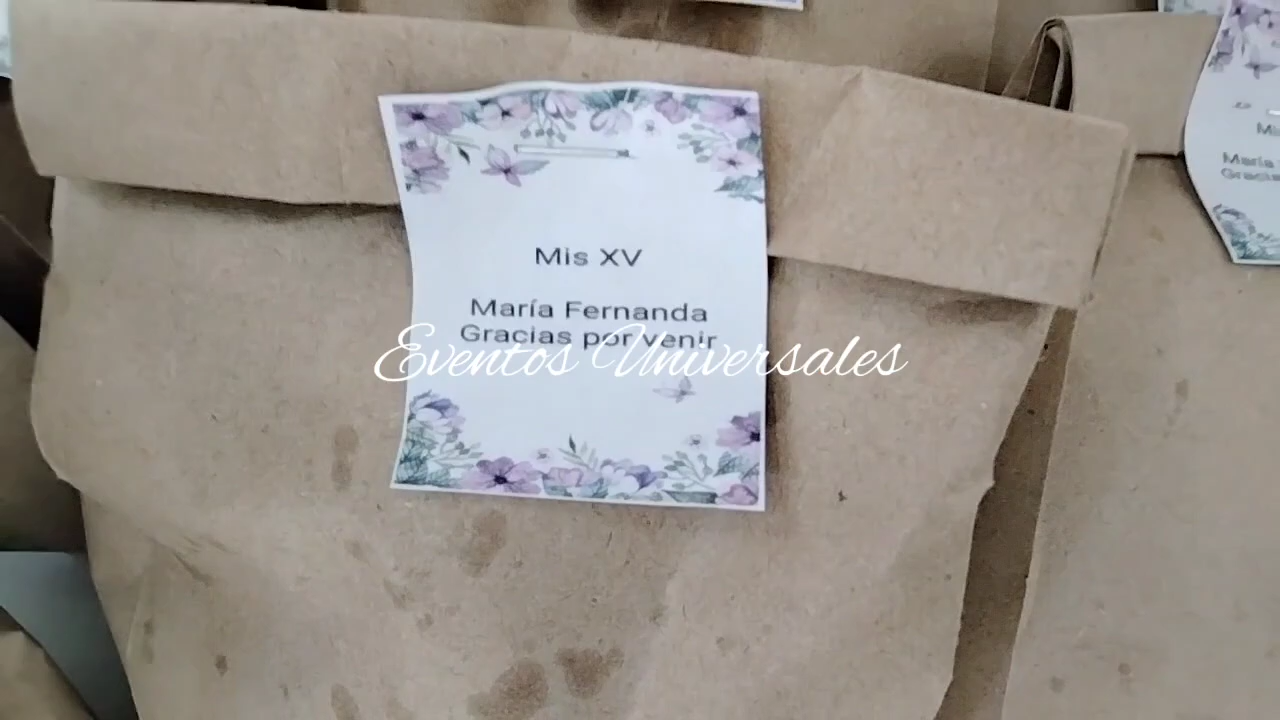 Mis XV
María Fernanda
Gracias por venir
Eventos Universales